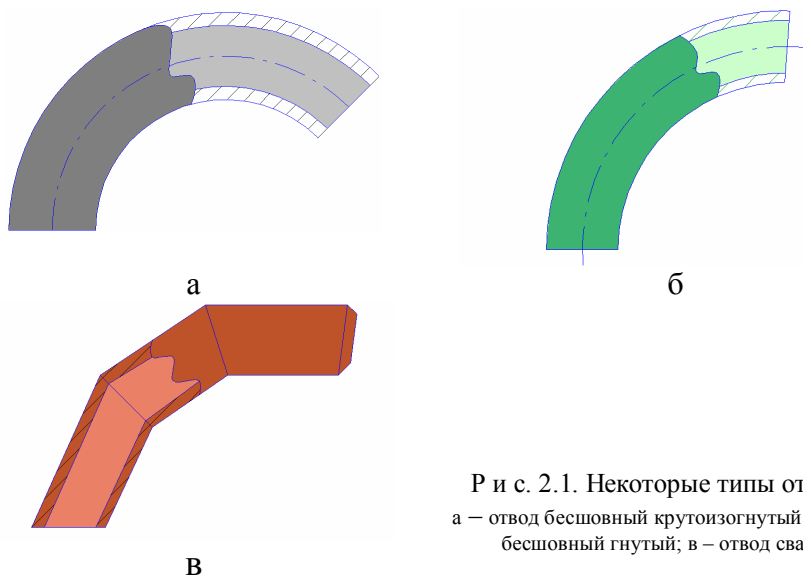 а
б
в
Р и с. 2.1. Некоторые типы от
а – отвод бесшовный крутоизогнутый
бесшовный гнутый; в – отвод сва